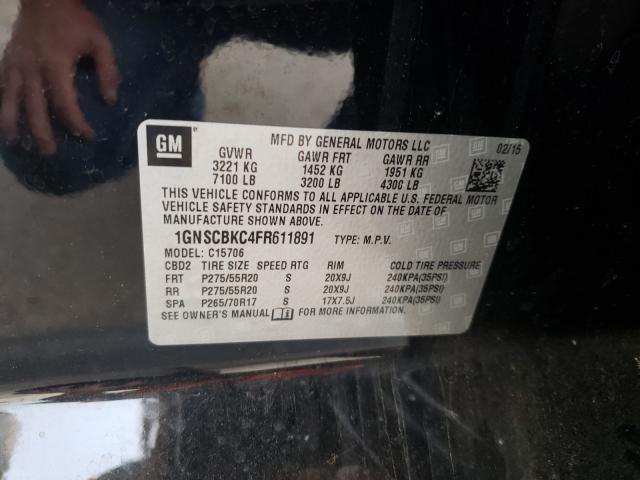 GM
MFD BY GENERAL MOTORS LLC 02/15
GVWR GAWR FRT GAWR RR
3221 KG 1452 KG 1951 KG
7100 LB 3200 LB 4300 LB
THIS VEHICLE CONFORMS TO ALL APPLICABLE U.S. FEDERAL MOTOR
VEHICLE SAFETY STANDARDS IN EFFECT ON THE DATE OF
MANUFACTURE SHOWN ABOVE.
1GNSCBKC4FR611891 TYPE: M.P.V.
MODEL: C15706
CBD2 TIRE SIZE SPEED RTG RIM COLD TIRE PRESSURE
FRT P275/55R20 S 20X9J 240KPA(35PSI)
RR P275/55R20 S 20X9J 240KPA(35PSI)
SPA P265/70R17 S 17X7.5J 240KPA(35PSI)
SEE OWNER'S MANUAL FOR MORE INFORMATION.